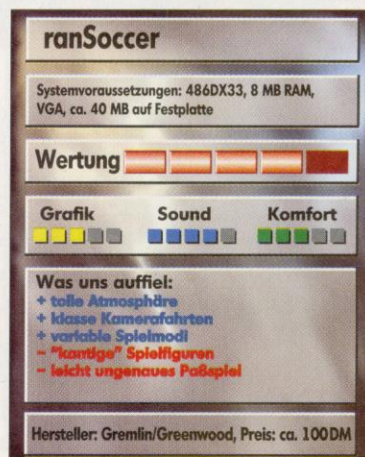 ranSoccer
Systemvoraussetzungen: 486DX33, 8 MB RAM,
VGA, ca. 40 MB auf Festplatte
Wertung
Grafik Sound Komfort
Was uns auffiel:
+ tolle Atmosphäre
+ klasse Kamerafahrten
+ variable Spielmodi
- "kantige" Spielfiguren
- leicht ungenaues Paßspiel
Hersteller: Gremlin/Greenwood, Preis: ca. 100DM